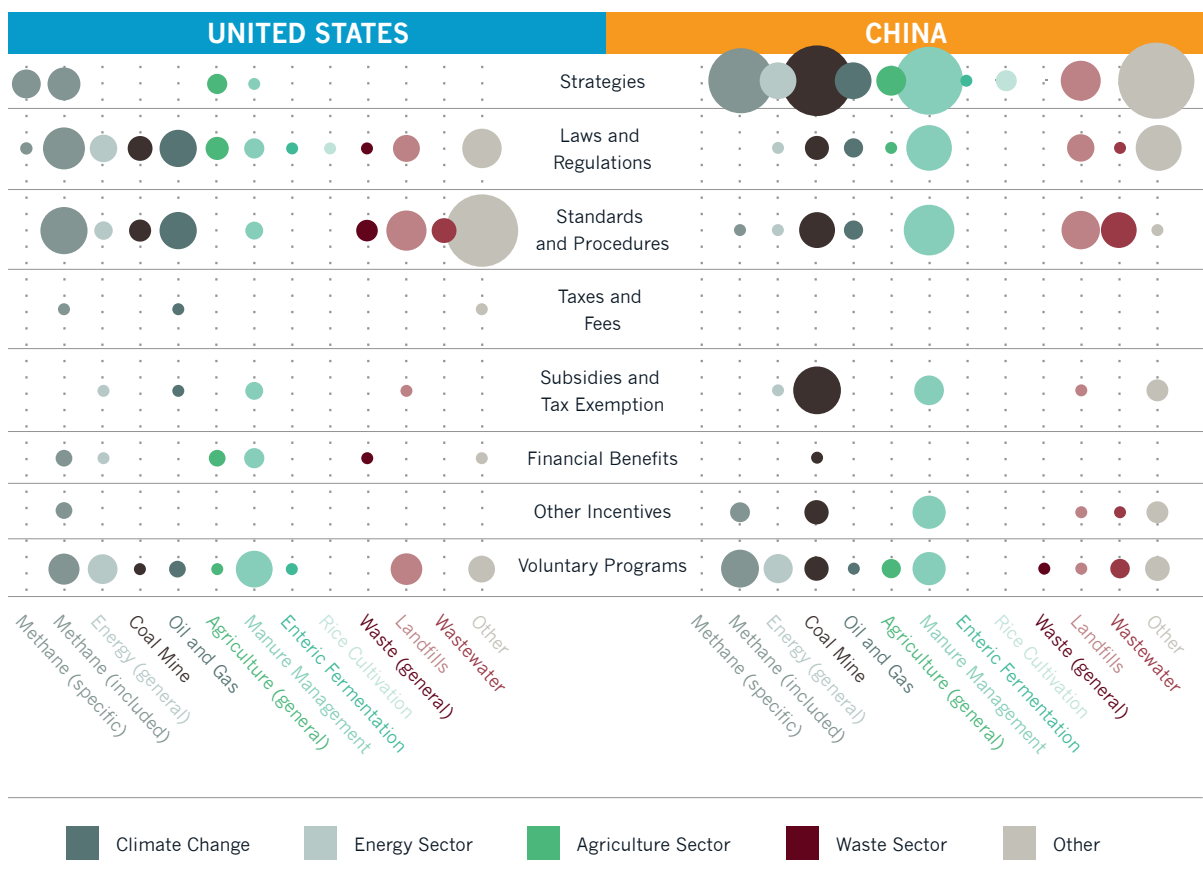 UNITED STATES
CHINA
Strategies
Laws and
Regulations
Standards
and Procedures
Taxes and
Fees
Subsidies and
Tax Exemption
Financial Benefits
Other Incentives
Voluntary Programs
Methane (specific)
Methane (included)
Energy (general)
Coal Mine
Oil and Gas
Agriculture (general)
Manure Management
Enteric Fermentation
Rice Cultivation
Waste (general)
Landfills
Wastewater
Other
Methane (specific)
Methane (included)
Energy (general)
Coal Mine
Oil and Gas
Agriculture (general)
Manure Management
Enteric Fermentation
Rice Cultivation
Waste (general)
Landfills
Wastewater
Other
Climate Change
Energy Sector
Agriculture Sector
Waste Sector
Other